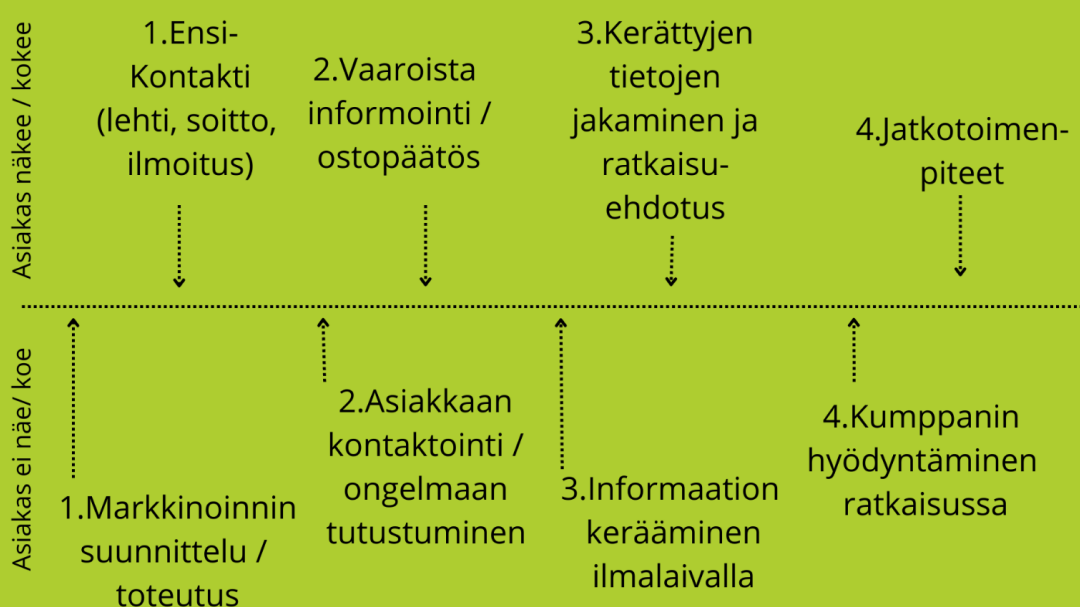 Asiakas näkee / kokee
1.Ensi-
Kontakti
(lehti, soitto,
ilmoitus)
2.Vaaroista
informointi /
ostopäätös
3.Kerättyjen
tietojen
jakaminen ja
ratkaisu-
ehdotus
4.Jatkotoimen-
piteet
Asiakas ei näe/ koe
1.Markkinoinnin
suunnittelu /
toteutus
2.Asiakkaan
kontaktointi /
ongelmaan
tutustuminen
3.Informaation
kerääminen
ilmalaivalla
4.Kumppanin
hyödyntäminen
ratkaisussa